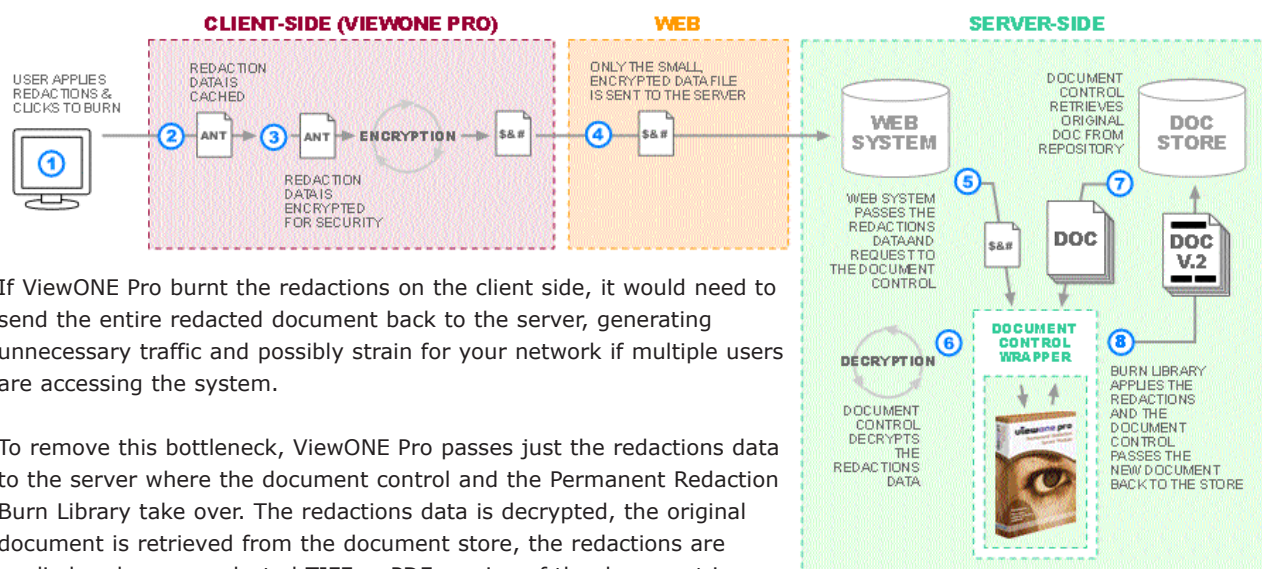 CLIENT-SIDE (VIEWONE PRO)
WEB
SERVER-SIDE
USER APPLIES
REDACTIONS &
CLICKS TO BURN
1
REDACTION
DATA IS
CACHED
2
ANT
3
ANT
ENCRYPTION
$&#
REDACTION
DATA IS
ENCRYPTED
FOR SECURITY
ONLY THE SMALL,
ENCRYPTED DATA FILE
IS SENT TO THE SERVER
4
$&#
WEB
SYSTEM
DOCUMENT
CONTROL
RETRIEVES
ORIGINAL
DOC FROM
REPOSITORY
DOC
STORE
5
WEB SYSTEM
PASSES THE
REDACTIONS
DATA AND
REQUEST TO
THE DOCUMENT
CONTROL
$&#
7
DOC
DOC
V.2
6
DECRYPTION
DOCUMENT
CONTROL
DECRYPTS
THE
REDACTIONS
DATA
DOCUMENT
CONTROL
WRAPPER
viewone pro
8
BURN LIBRARY
APPLIES THE
REDACTIONS
AND THE
DOCUMENT
CONTROL
PASSES THE
NEW DOCUMENT
BACK TO THE STORE
If ViewONE Pro burnt the redactions on the client side, it would need to
send the entire redacted document back to the server, generating
unnecessary traffic and possibly strain for your network if multiple users
are accessing the system.
To remove this bottleneck, ViewONE Pro passes just the redactions data
to the server where the document control and the Permanent Redaction
Burn Library take over. The redactions data is decrypted, the original
document is retrieved from the document store, the redactions are